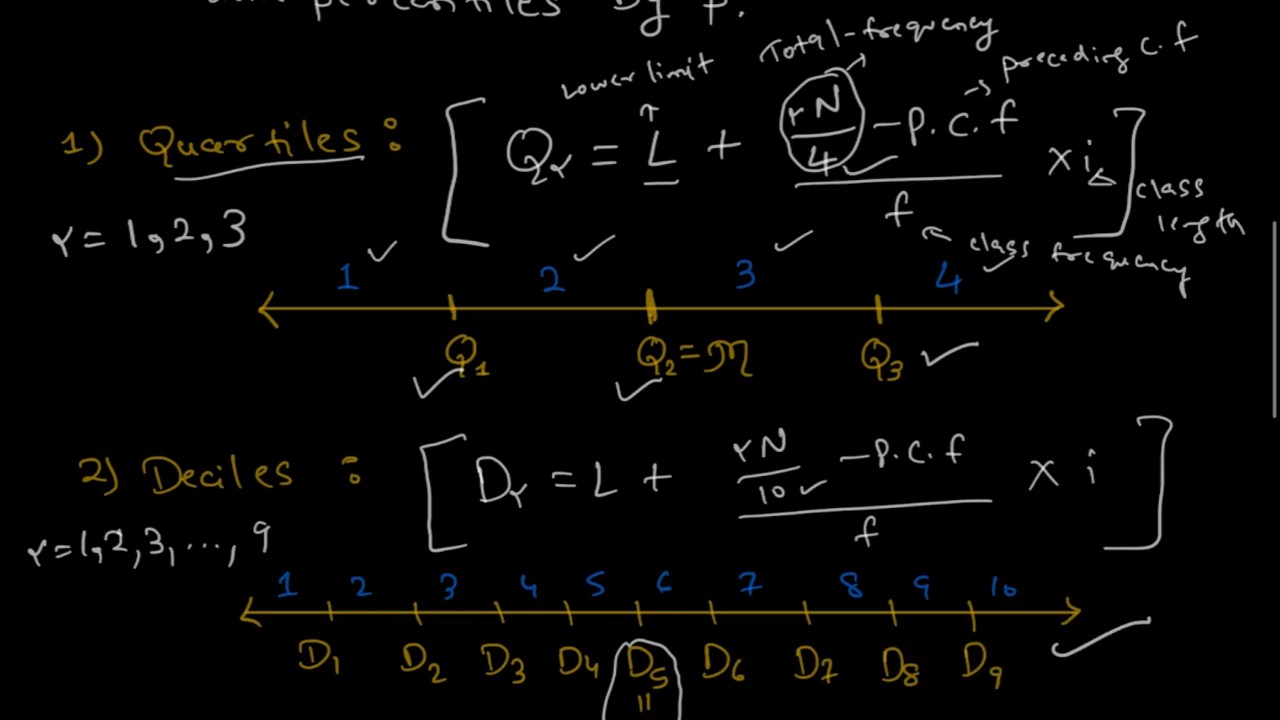 percentiles by P.
Lower limit Total-frequency preceding c.f
1) Quartiles : [ Qr = L + (rN/4 - P.C.f)/f × i ] class length
r = 1,2,3
class frequency
1 2 3 4
Q1 Q2 = M Q3
2) Deciles : [ Dr = L + (rN/10 - P.C.f)/f × i ]
r = 1,2,3, ..., 9
1 2 3 4 5 6 7 8 9 10
D1 D2 D3 D4 D5 D6 D7 D8 D9
=